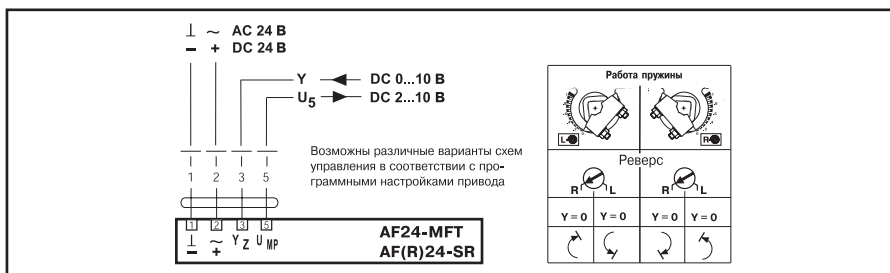 ⊥ ~ AC 24 В
– + DC 24 В
Y DC 0...10 В
U5 DC 2...10 В
Возможны различные варианты схем
управления в соответствии с про-
граммными настройками привода
1 2 3 5
1 2 3 5
⊥ ~ Y Z U MP
– +
AF24-MFT
AF(R)24-SR
Работа пружины
L R
Реверс
R L R L
Y = 0 Y = 0 Y = 0 Y = 0